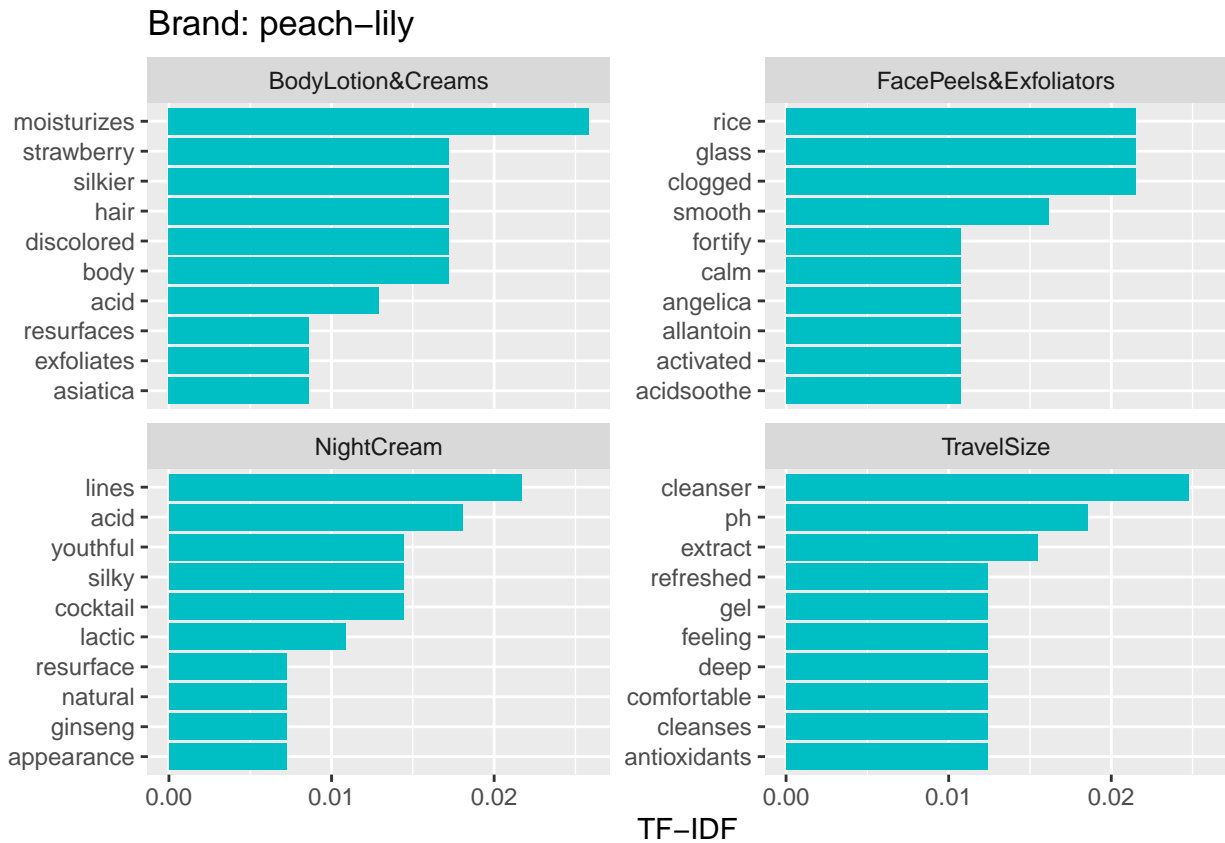 Brand: peach−lily
BodyLotion&Creams
moisturizes
strawberry
silkier
hair
discolored
body
acid
resurfaces
exfoliates
asiatica
FacePeels&Exfoliators
rice
glass
clogged
smooth
fortify
calm
angelica
allantoin
activated
acidsoothe
NightCream
lines
acid
youthful
silky
cocktail
lactic
resurface
natural
ginseng
appearance
0.00 0.01 0.02
TravelSize
cleanser
ph
extract
refreshed
gel
feeling
deep
comfortable
cleanses
antioxidants
0.00 0.01 0.02
TF−IDF